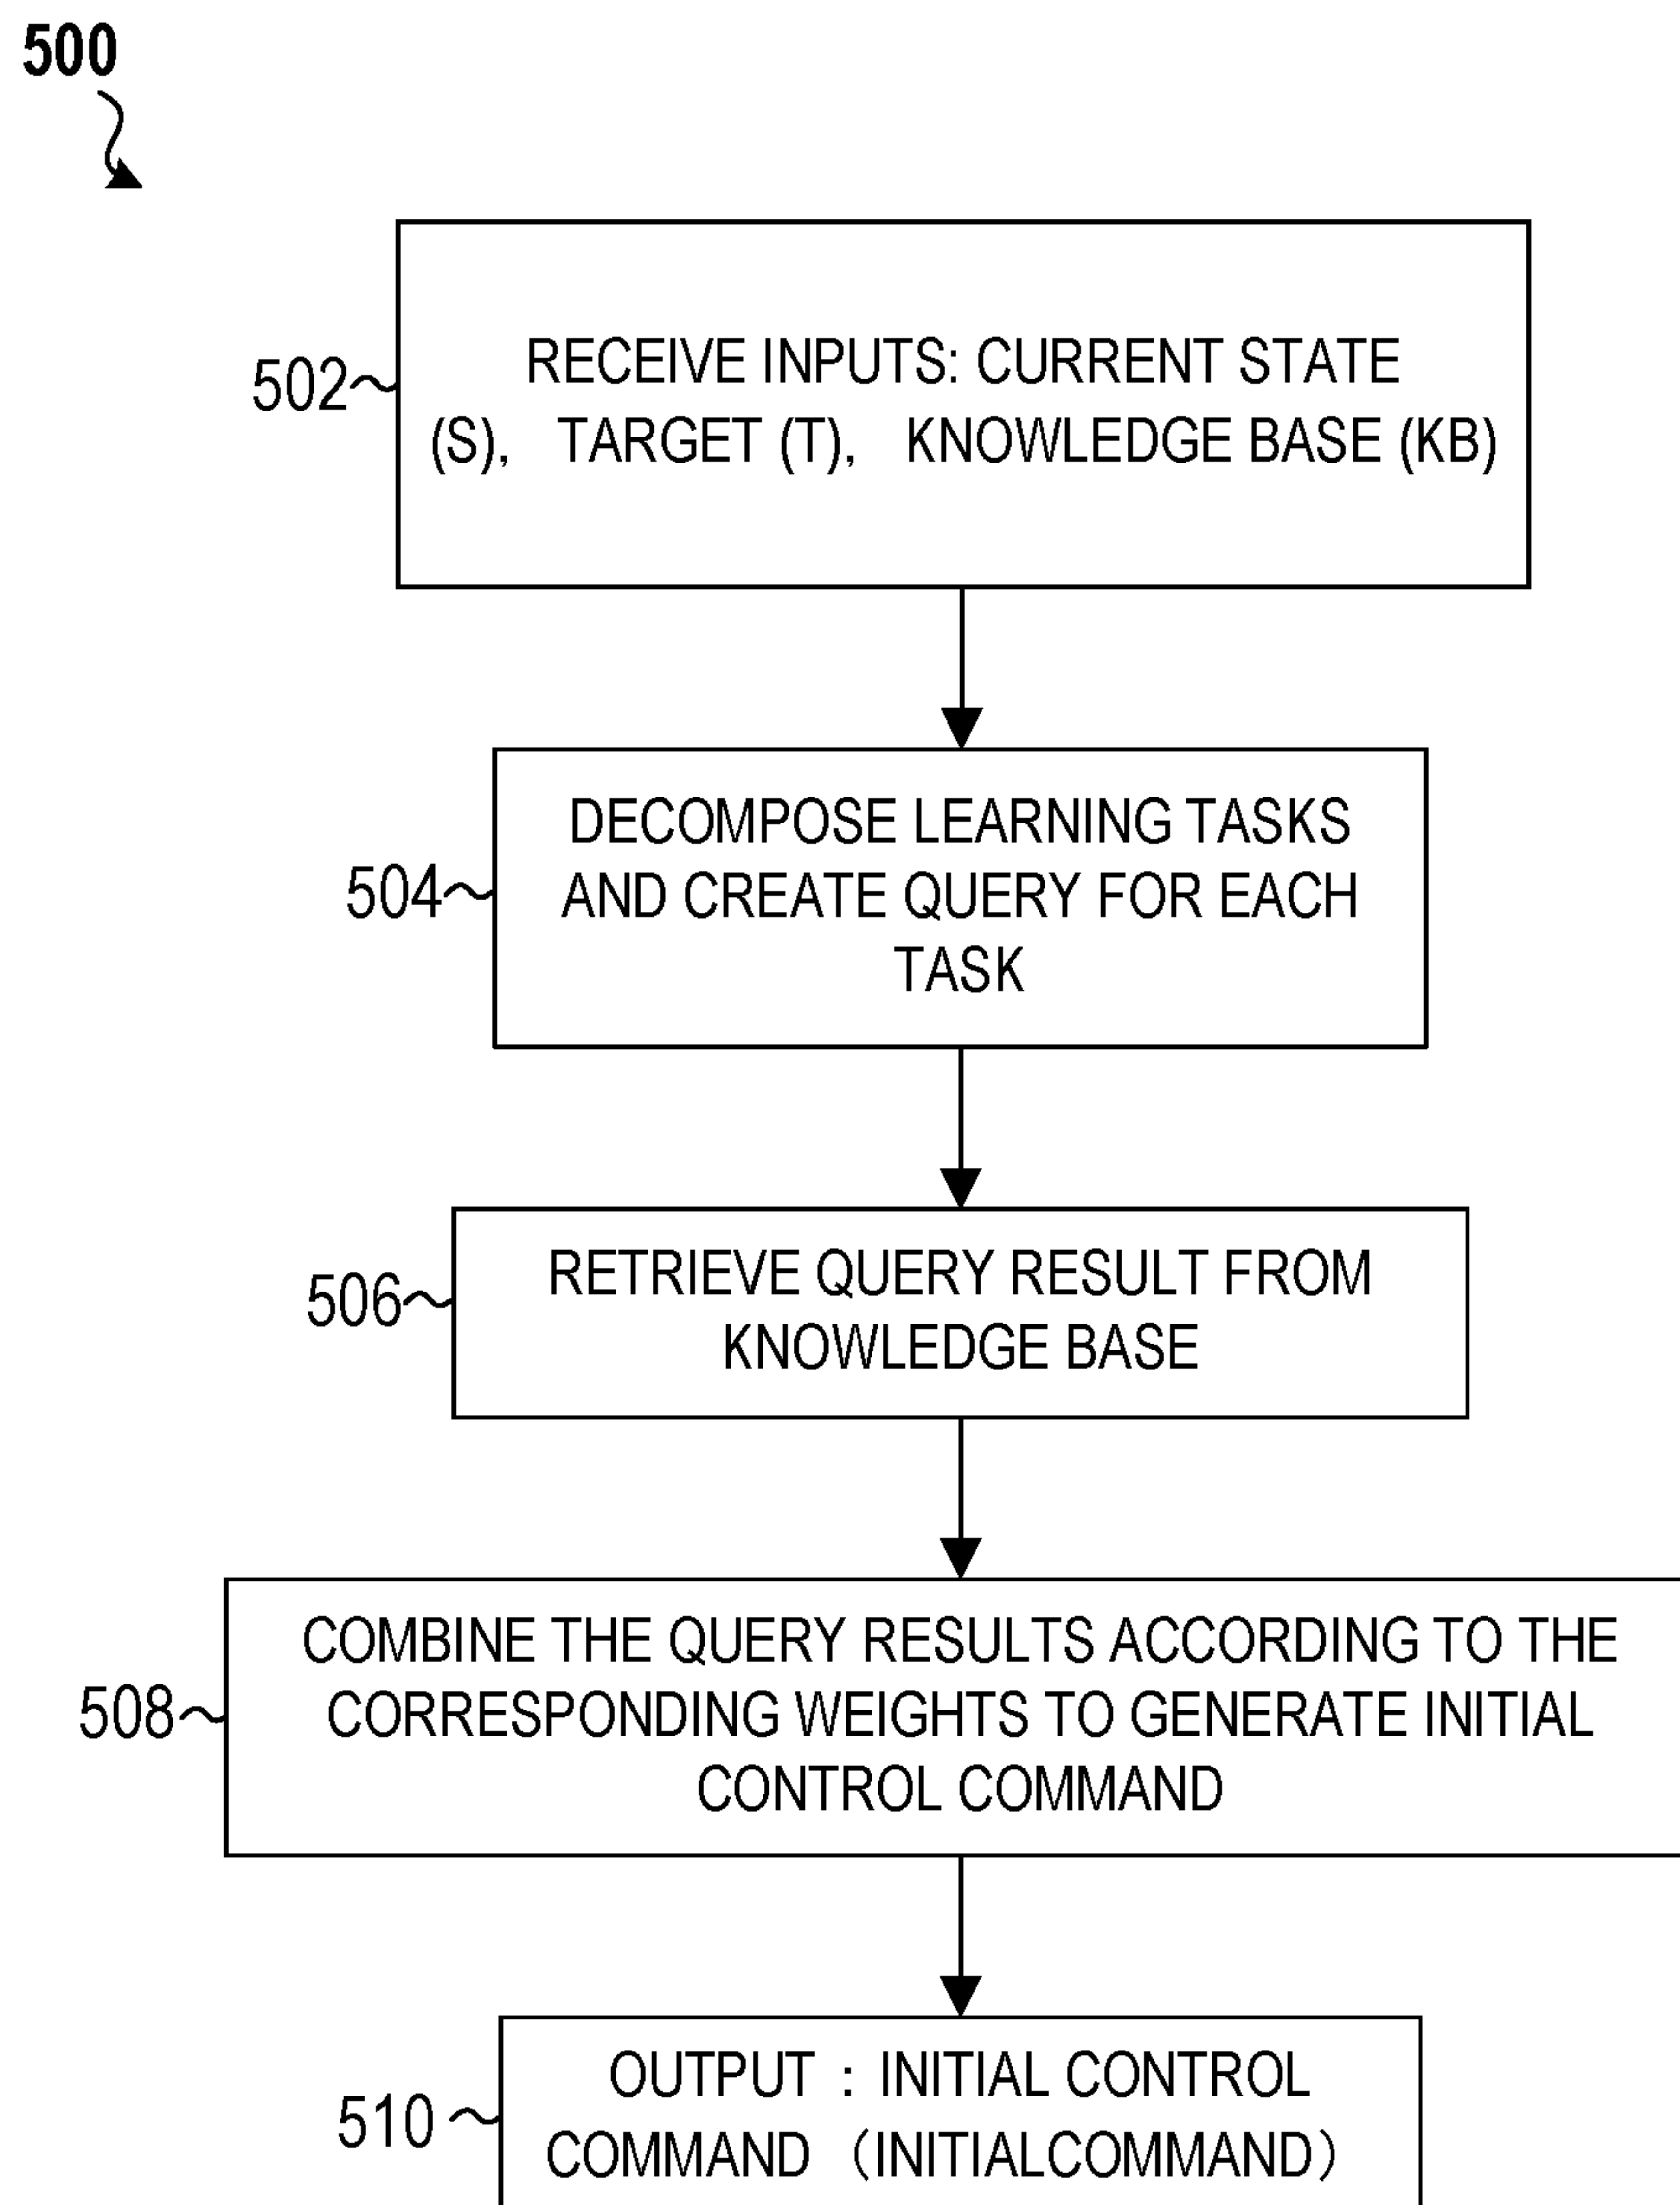 500
502
RECEIVE INPUTS: CURRENT STATE
(S), TARGET (T), KNOWLEDGE BASE (KB)
504
DECOMPOSE LEARNING TASKS
AND CREATE QUERY FOR EACH
TASK
506
RETRIEVE QUERY RESULT FROM
KNOWLEDGE BASE
508
COMBINE THE QUERY RESULTS ACCORDING TO THE
CORRESPONDING WEIGHTS TO GENERATE INITIAL
CONTROL COMMAND
510
OUTPUT : INITIAL CONTROL
COMMAND （INITIALCOMMAND）